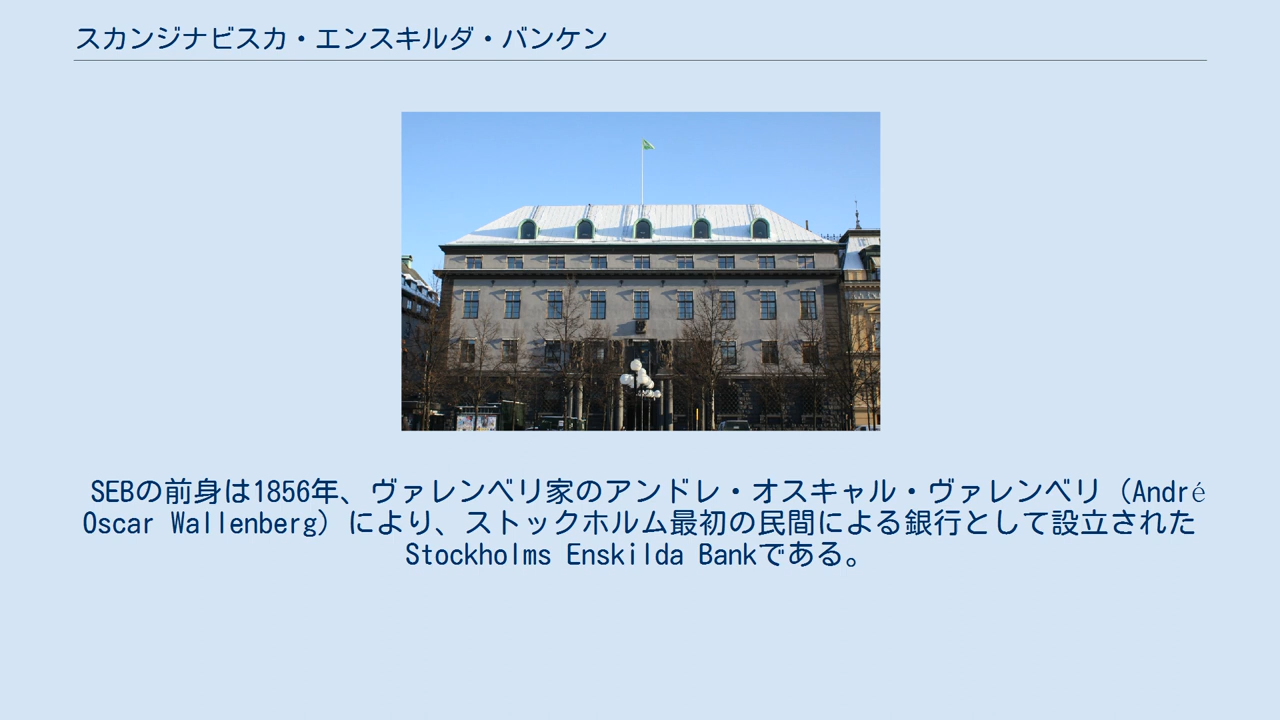 スカンジナビスカ・エンスキルダ・バンケン
SEBの前身は1856年、ヴァレンベリ家のアンドレ・オスキャル・ヴァレンベリ（André
Oscar Wallenberg）により、ストックホルム最初の民間による銀行として設立された
Stockholms Enskilda Bankである。